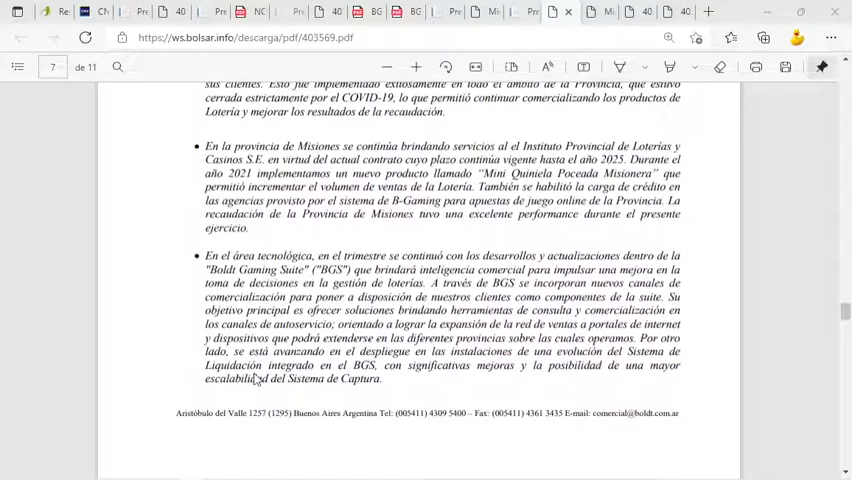 Re
Pre
40
Pre
NC
Pre
40
BG
BG
Pre
Mi
Pre
Mi
40
40
https://ws.bolsar.info/descarga/pdf/403569.pdf
7 de 11
sus clientes. Esto fue implementado exitosamente en todo el ámbito de la Provincia, que estuvo
cerrada estrictamente por el COVID-19, lo que permitió continuar comercializando los productos de
Lotería y mejorar los resultados de la recaudación.
• En la provincia de Misiones se continúa brindando servicios al el Instituto Provincial de Loterías y
Casinos S.E. en virtud del actual contrato cuyo plazo continúa vigente hasta el año 2025. Durante el
año 2021 implementamos un nuevo producto llamado “Mini Quiniela Poceada Misionera” que
permitió incrementar el volumen de ventas de la Lotería. También se habilitó la carga de crédito en
las agencias provisto por el sistema de B-Gaming para apuestas de juego online de la Provincia. La
recaudación de la Provincia de Misiones tuvo una excelente performance durante el presente
ejercicio.
• En el área tecnológica, en el trimestre se continuó con los desarrollos y actualizaciones dentro de la
"Boldt Gaming Suite" ("BGS") que brindará inteligencia comercial para impulsar una mejora en la
toma de decisiones en la gestión de loterías. A través de BGS se incorporan nuevos canales de
comercialización para poner a disposición de nuestros clientes como componentes de la suite. Su
objetivo principal es ofrecer soluciones brindando herramientas de consulta y comercialización en
los canales de autoservicio; orientado a lograr la expansión de la red de ventas a portales de internet
y dispositivos que podrá extenderse en las diferentes provincias sobre las cuales operamos. Por otro
lado, se está avanzando en el despliegue en las instalaciones de una evolución del Sistema de
Liquidación integrado en el BGS, con significativas mejoras y la posibilidad de una mayor
escalabilidad del Sistema de Captura.
Aristóbulo del Valle 1257 (1295) Buenos Aires Argentina Tel: (005411) 4309 5400 – Fax: (005411) 4361 3435 E-mail: comercial@boldt.com.ar